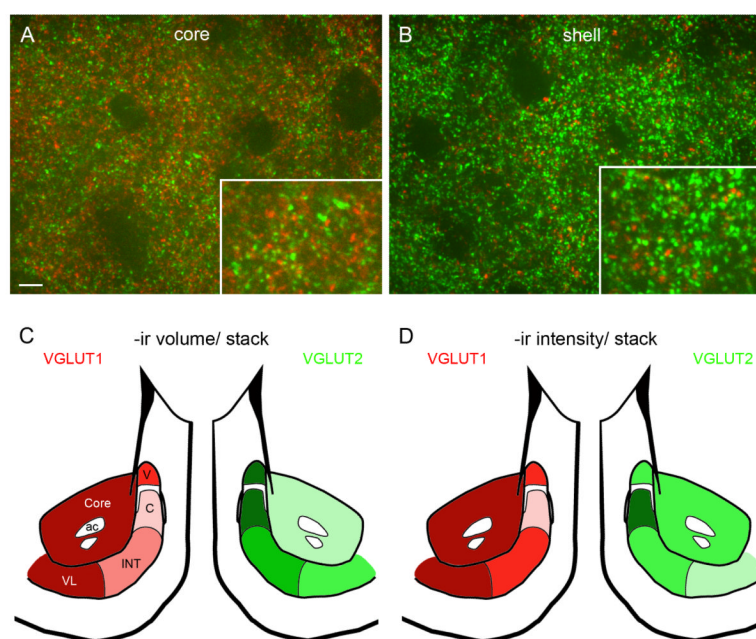 A core
B shell
C -ir volume/ stack
VGLUT1 VGLUT2
V
Core
C
ac
INT
VL
D -ir intensity/ stack
VGLUT1 VGLUT2